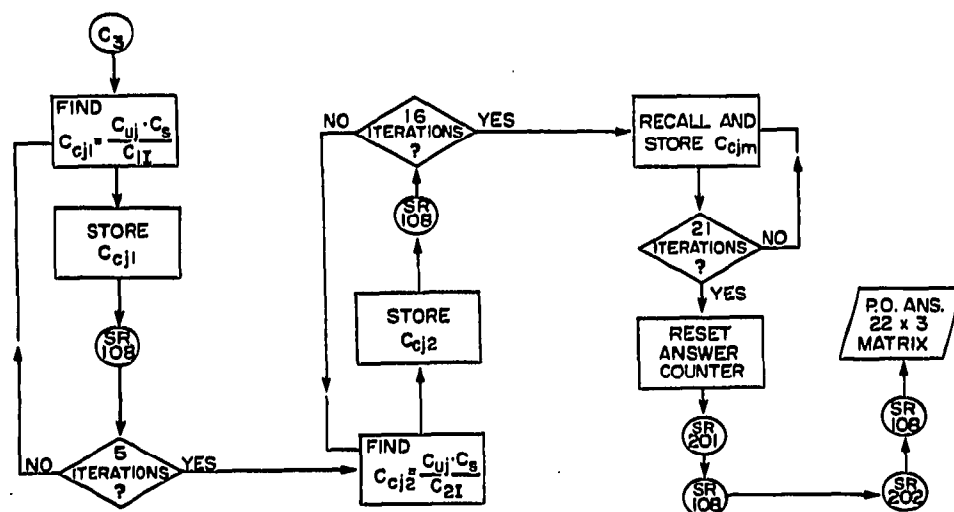 C3
FIND
Ccj1 = Cuj · Cs / C1I
STORE
Ccj1
SR
108
5
ITERATIONS
?
NO
YES
FIND
Ccj2 = Cuj · Cs / C2I
STORE
Ccj2
SR
108
16
ITERATIONS
?
NO
YES
RECALL AND
STORE Ccjm
21
ITERATIONS
?
NO
YES
RESET
ANSWER
COUNTER
SR
201
SR
108
SR
202
SR
108
P.O. ANS.
22 x 3
MATRIX